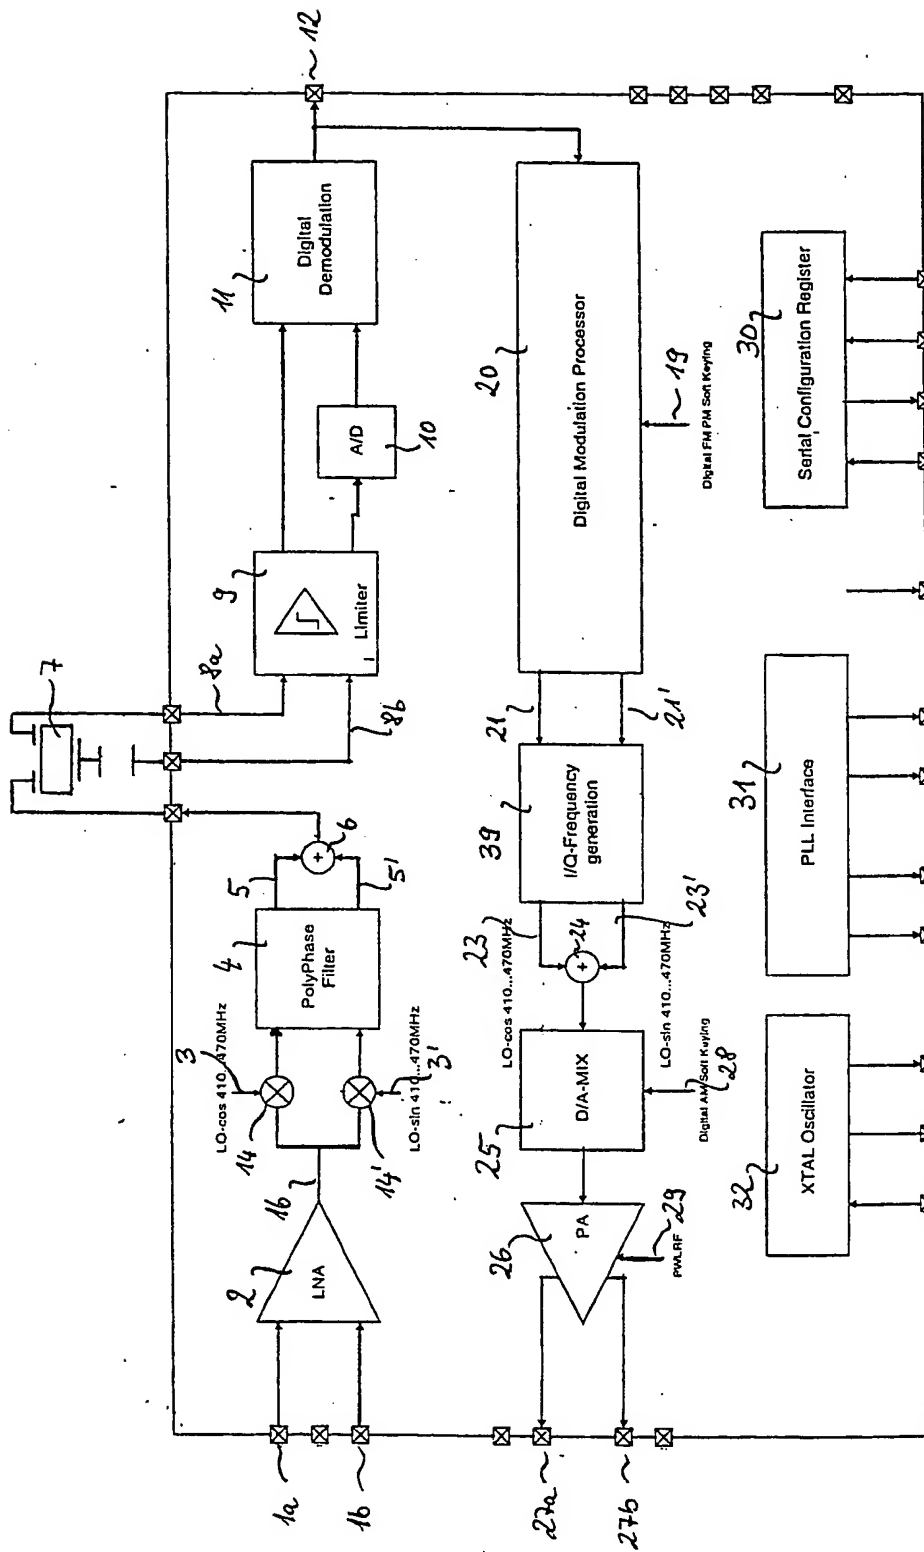 12
11
Digital
Demodulation
A/D
10
9
Limiter
8a
8b
7
6
5
5'
4
PolyPhase
Filter
3
LO-cos 410...470MHz
14
14'
3'
LO-sin 410...470MHz
16
2
LNA
1a
1b
20
Digital Modulation Processor
19
Digital FM PM Soft Keying
21
21'
39
I/Q-Frequency
generation
23
23'
LO-cos 410...470MHz
24
LO-sin 410...470MHz
25
D/A-MIX
28
Digital AM/Soft Keying
26
PA
29
PWLRF
27a
27b
30
Serial Configuration Register
31
PLL Interface
32
XTAL Oscillator